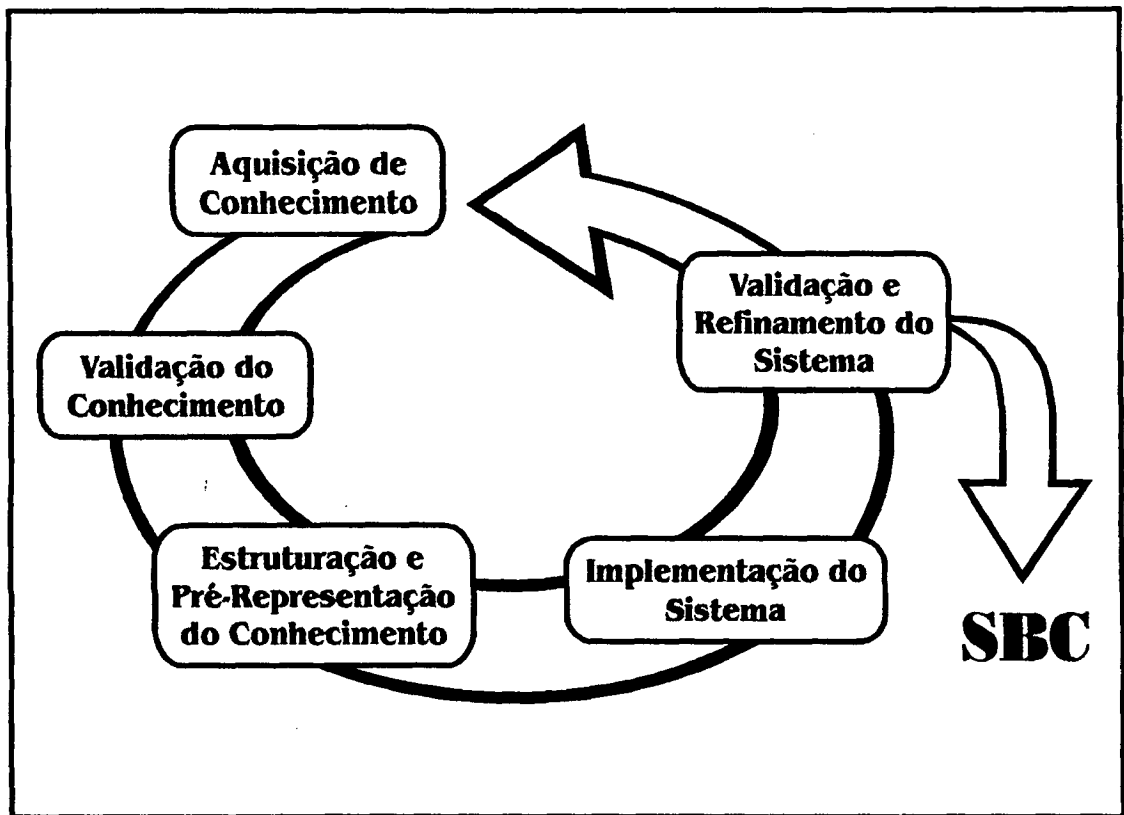 Aquisição de
Conhecimento
Validação do
Conhecimento
Estruturação e
Pré-Representação
do Conhecimento
Implementação do
Sistema
Validação e
Refinamento do
Sistema
SBC